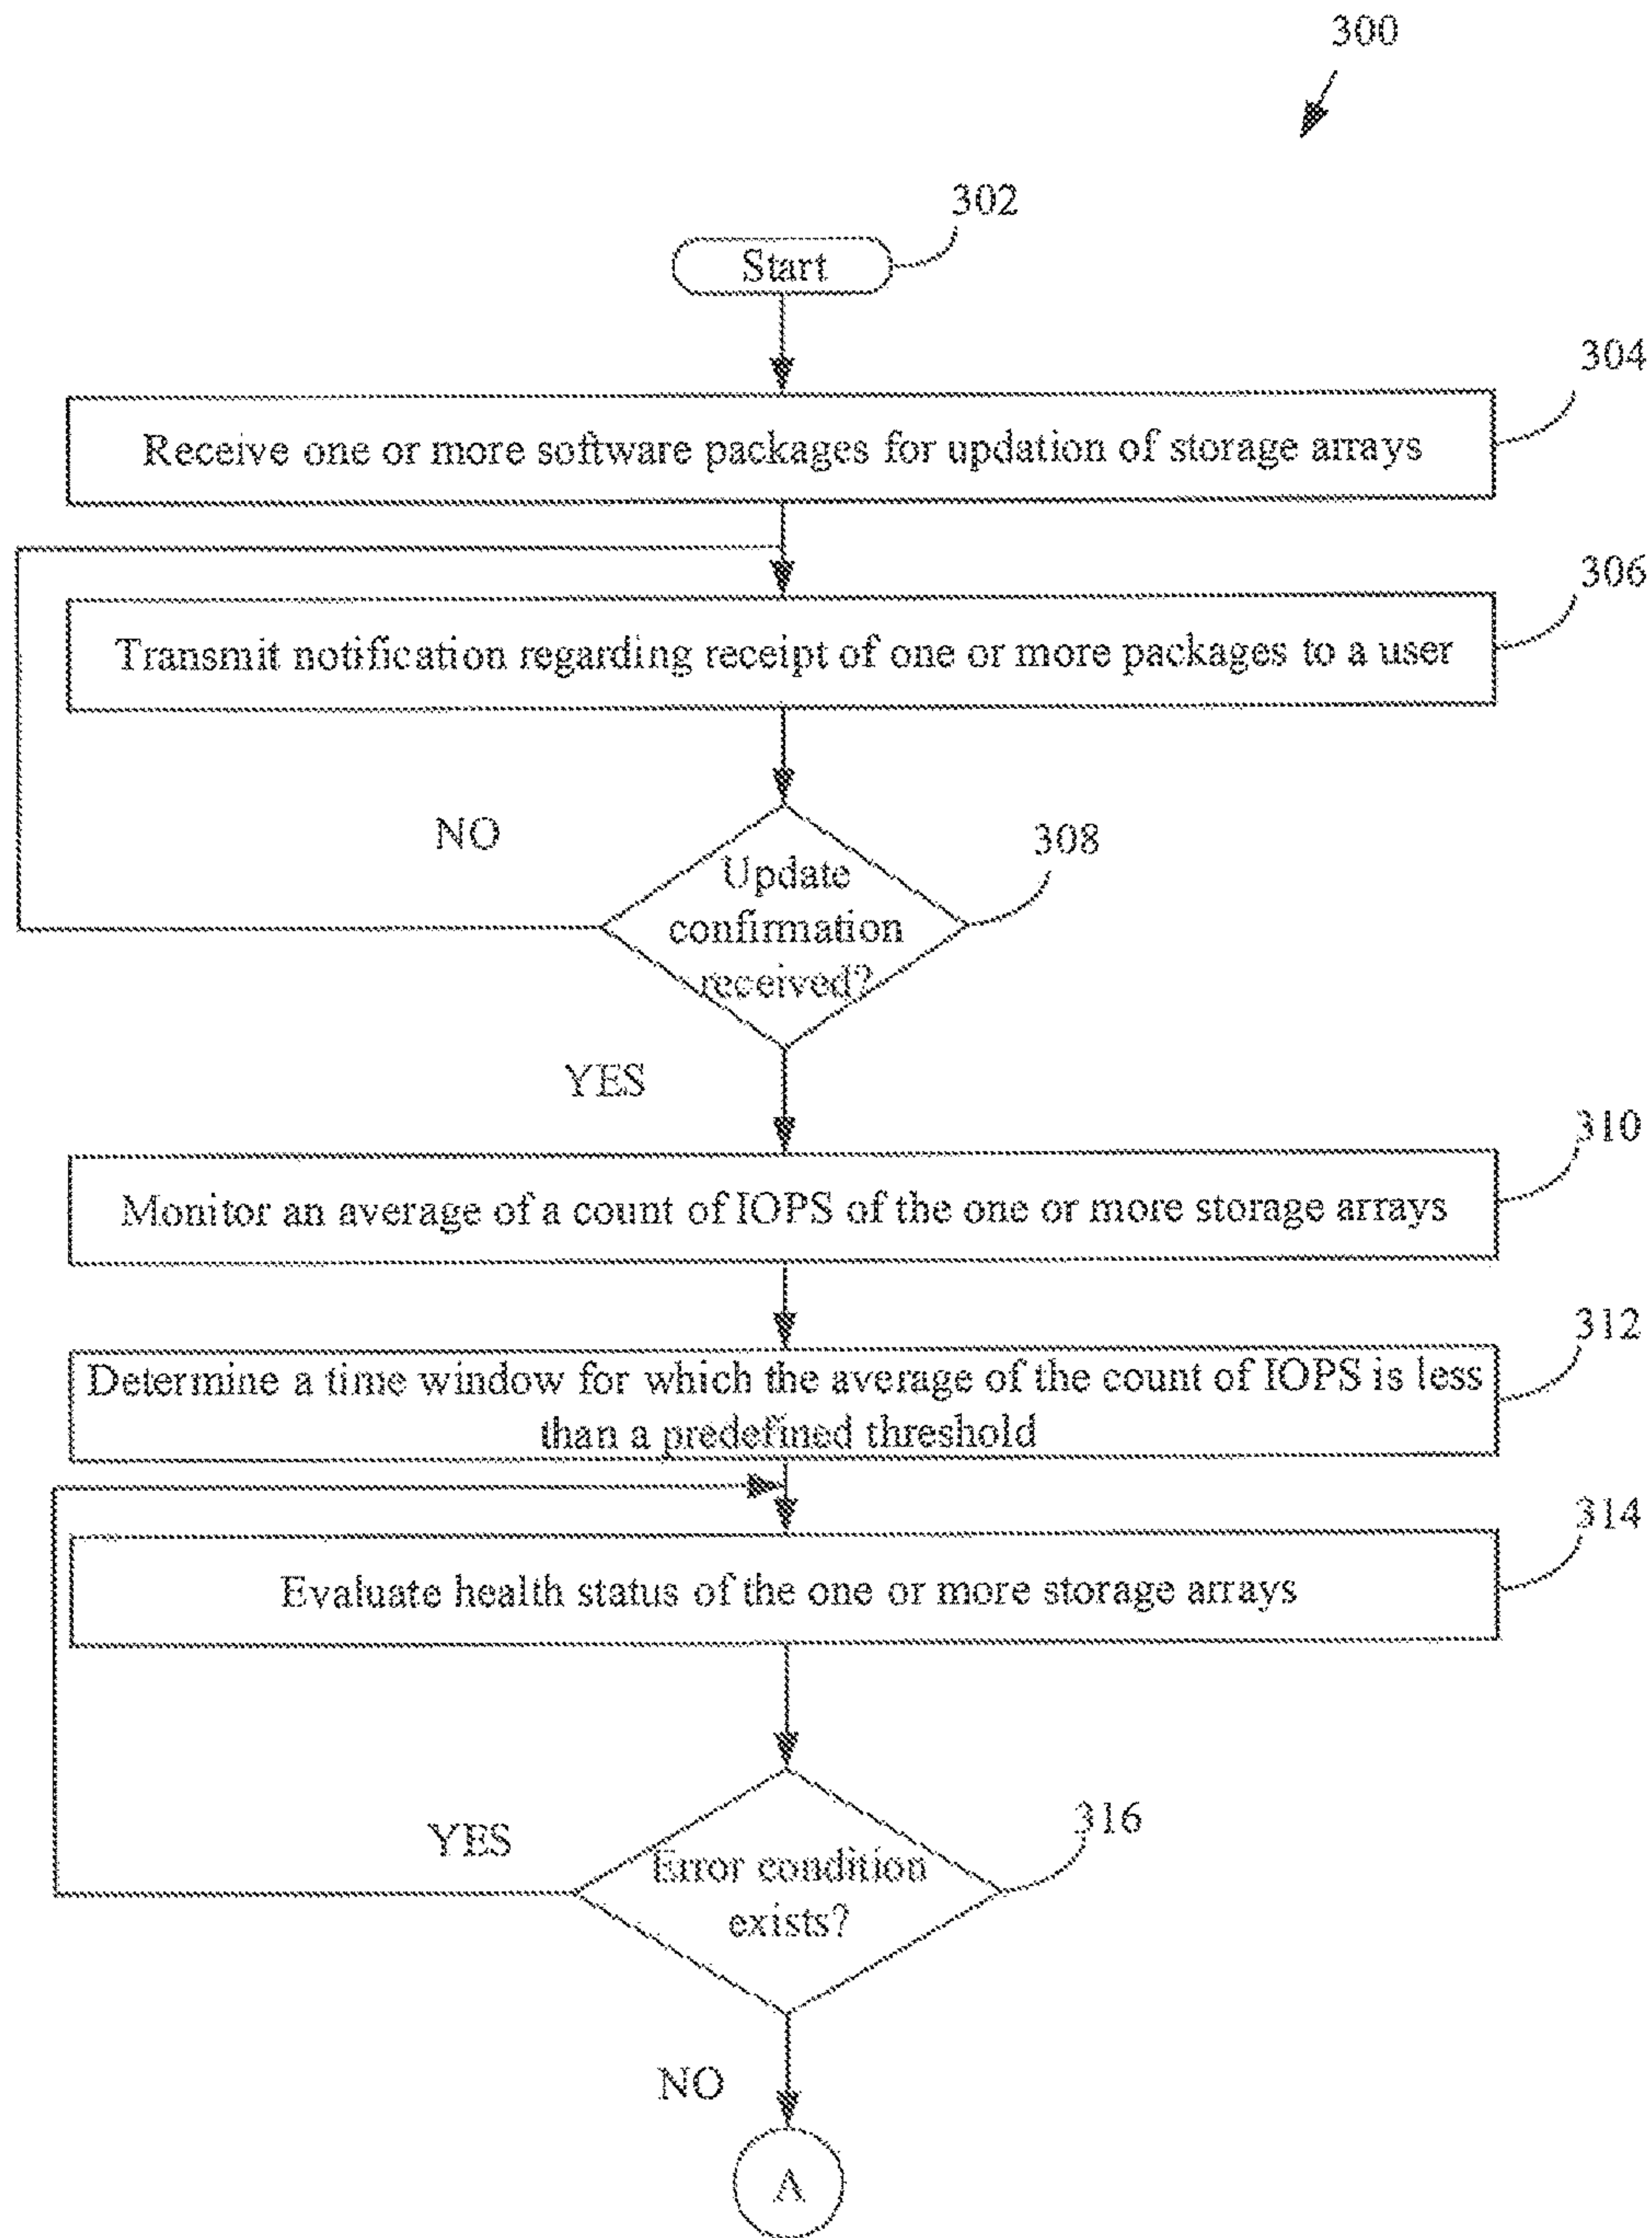 300
302
Start
304
Receive one or more software packages for updation of storage arrays
306
Transmit notification regarding receipt of one or more packages to a user
NO
308
Update
confirmation
received?
YES
310
Monitor an average of a count of IOPS of the one or more storage arrays
312
Determine a time window for which the average of the count of IOPS is less
than a predefined threshold
314
Evaluate health status of the one or more storage arrays
316
YES
Error condition
exists?
NO
A